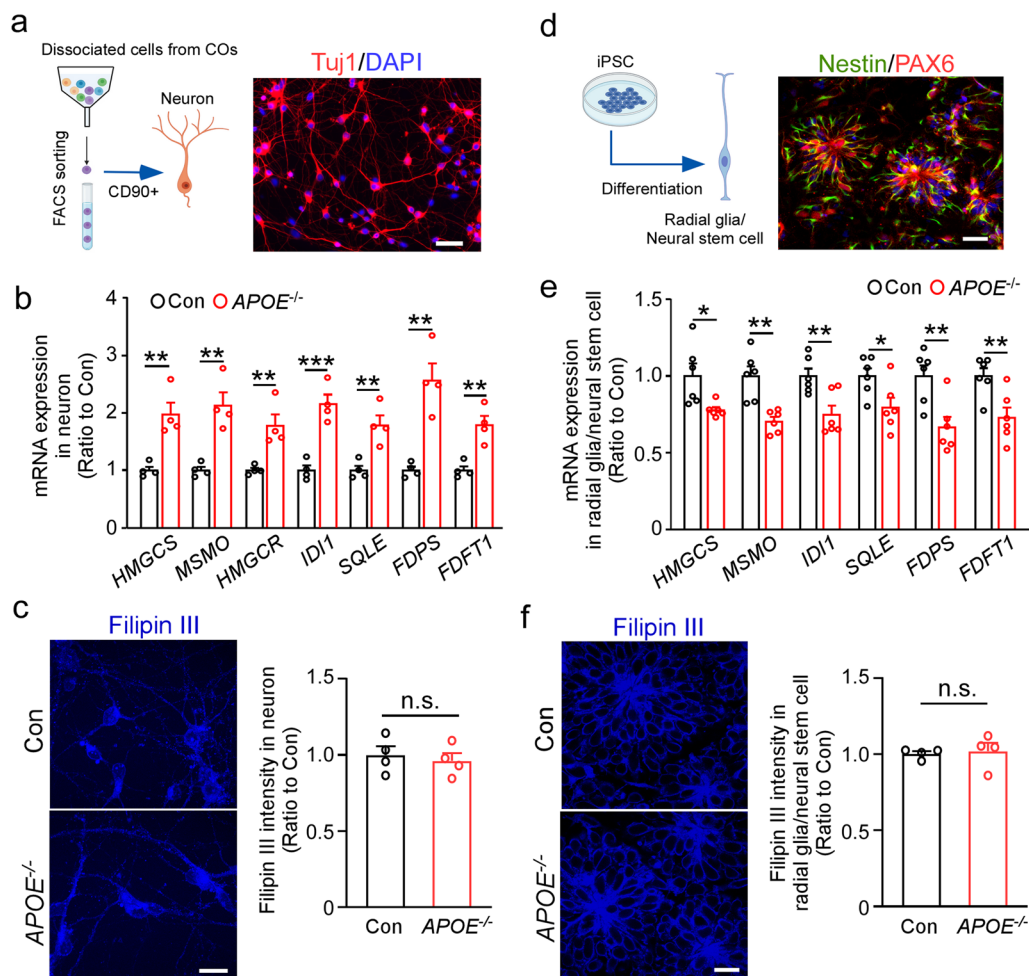 a
Dissociated cells from COs
FACS sorting
CD90+
Neuron
Tuj1/DAPI
b
mRNA expression
in neuron
(Ratio to Con)
Con APOE-/-
4
3
2
1
0
** ** ** *** ** ** **
HMGCS MSMO HMGCR IDI1 SQLE FDPS FDFT1
c
Filipin III
Con
APOE-/-
Filipin III intensity in neuron
(Ratio to Con)
1.5
1.0
0.5
0
n.s.
Con APOE-/-
d
iPSC
Differentiation
Radial glia/
Neural stem cell
Nestin/PAX6
e
mRNA expression
in radial glia/neural stem cell
(Ratio to Con)
Con APOE-/-
1.5
1.0
0.5
0
* ** ** * ** **
HMGCS MSMO IDI1 SQLE FDPS FDFT1
f
Filipin III
Con
APOE-/-
Filipin III intensity in
radial glia/neural stem cell
(Ratio to Con)
1.5
1.0
0.5
0
n.s.
Con APOE-/-